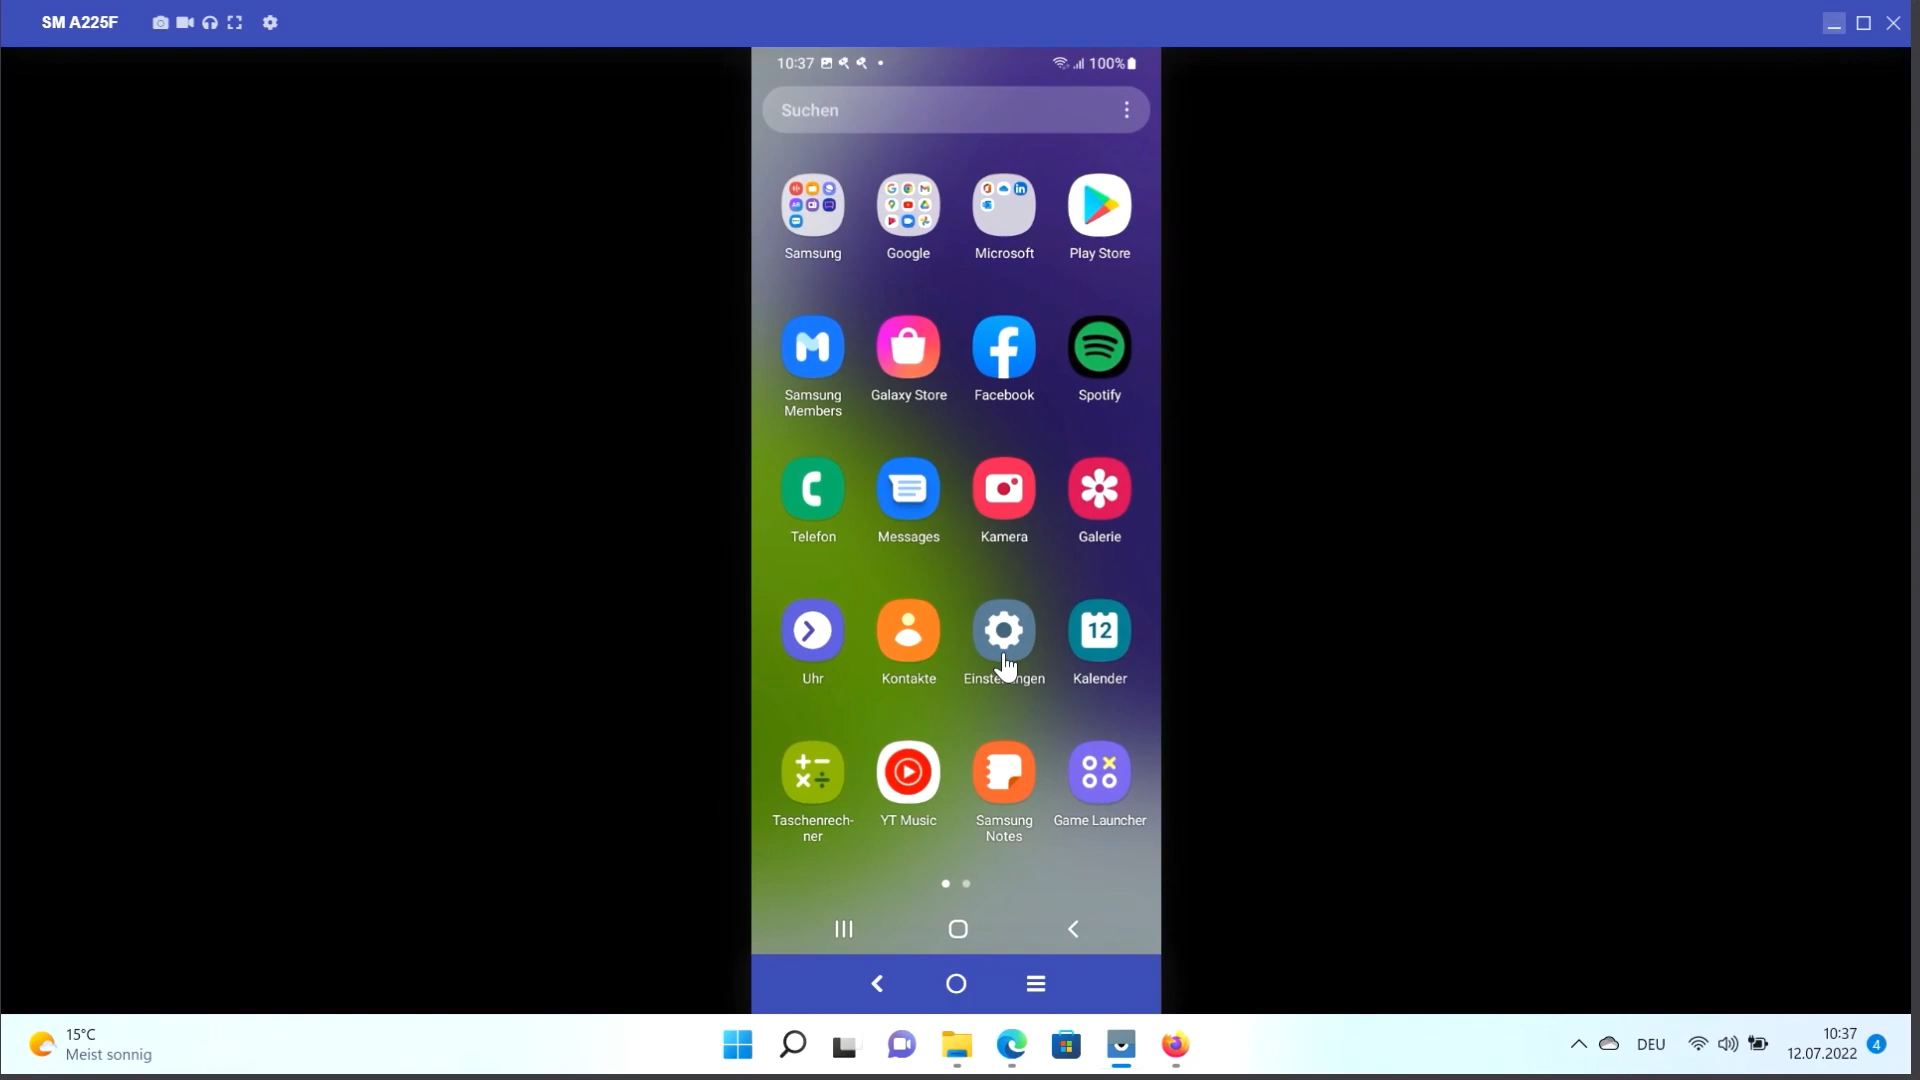 SM A225F
10:37
100%
Suchen
Samsung
Google
Microsoft
Play Store
Samsung
Members
Galaxy Store
Facebook
Spotify
Telefon
Messages
Kamera
Galerie
Uhr
Kontakte
Kalender
12
Taschenrech-
ner
YT Music
Samsung
Notes
Game Launcher
15°C
Meist sonnig
DEU
10:37
12.07.2022
4